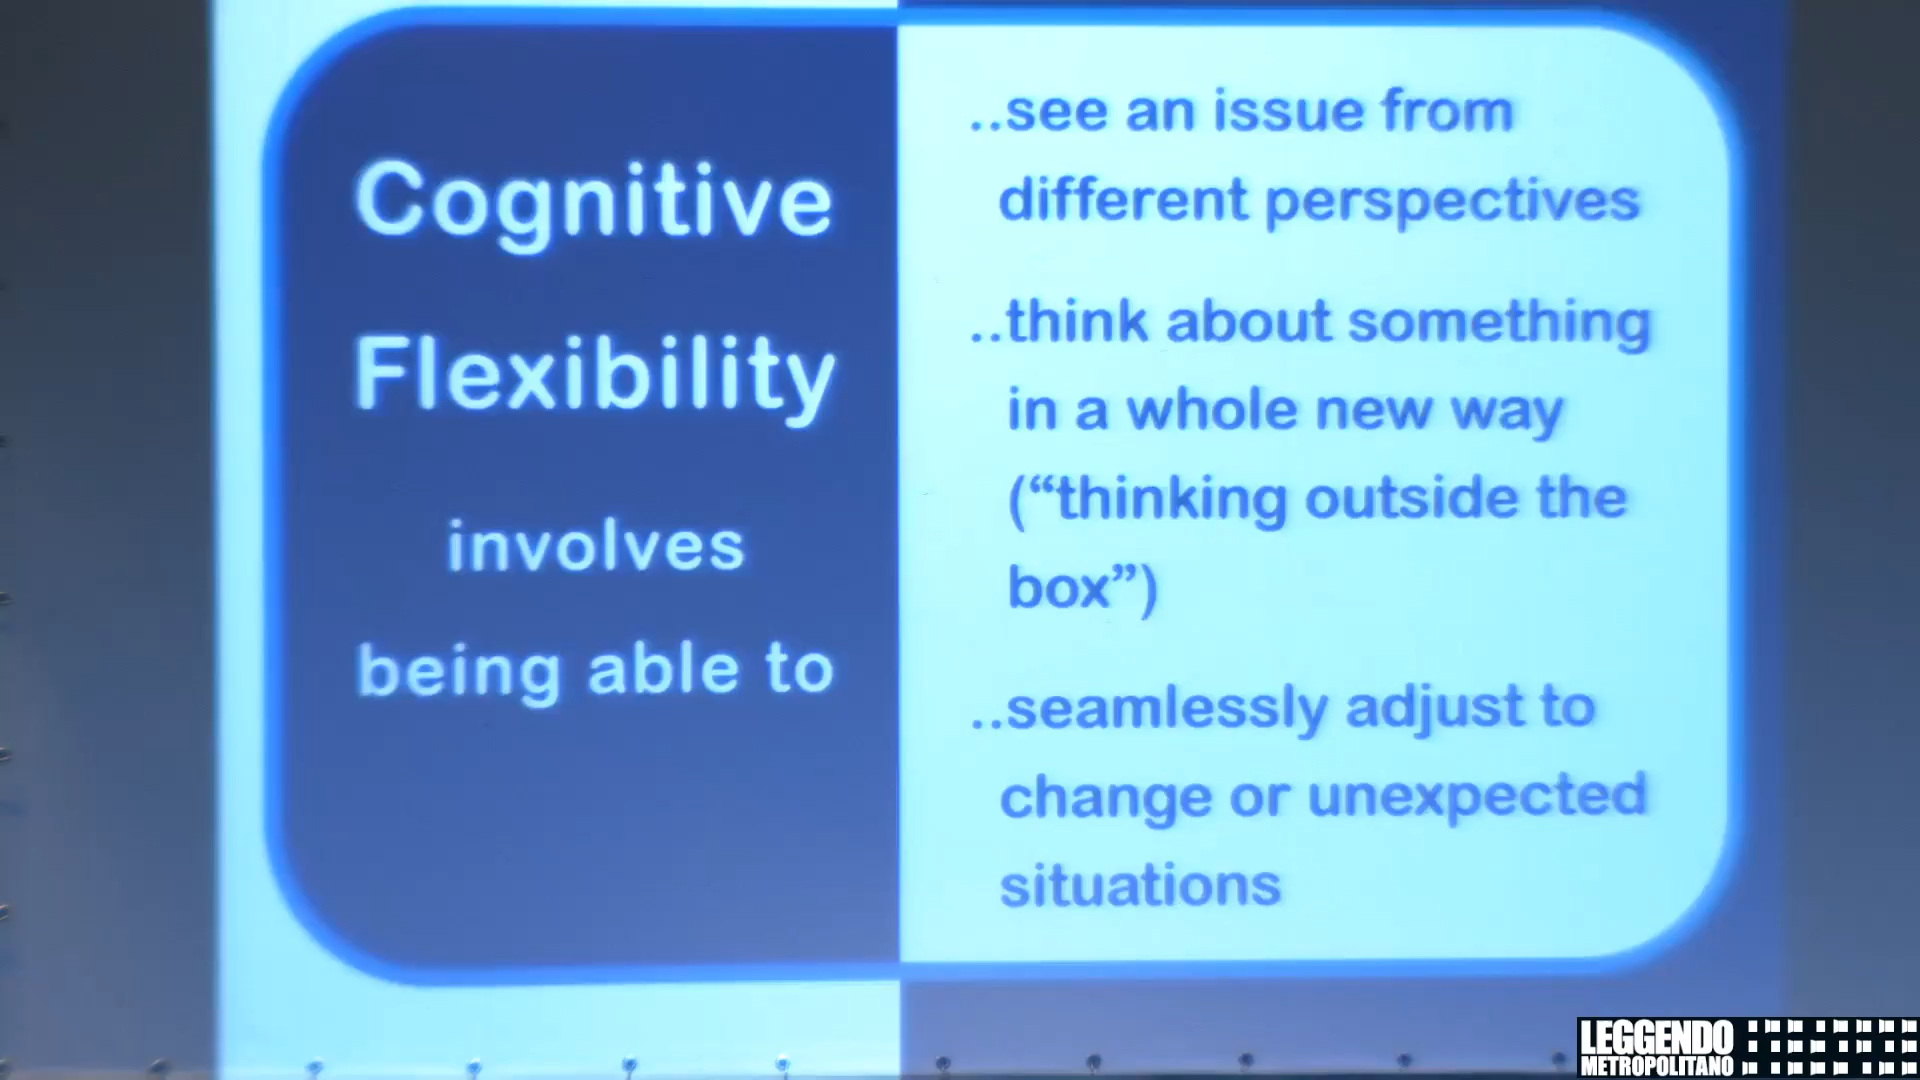 Cognitive
Flexibility
involves
being able to
..see an issue from
different perspectives
..think about something
in a whole new way
(“thinking outside the
box”)
..seamlessly adjust to
change or unexpected
situations
LEGGENDO
METROPOLITANO